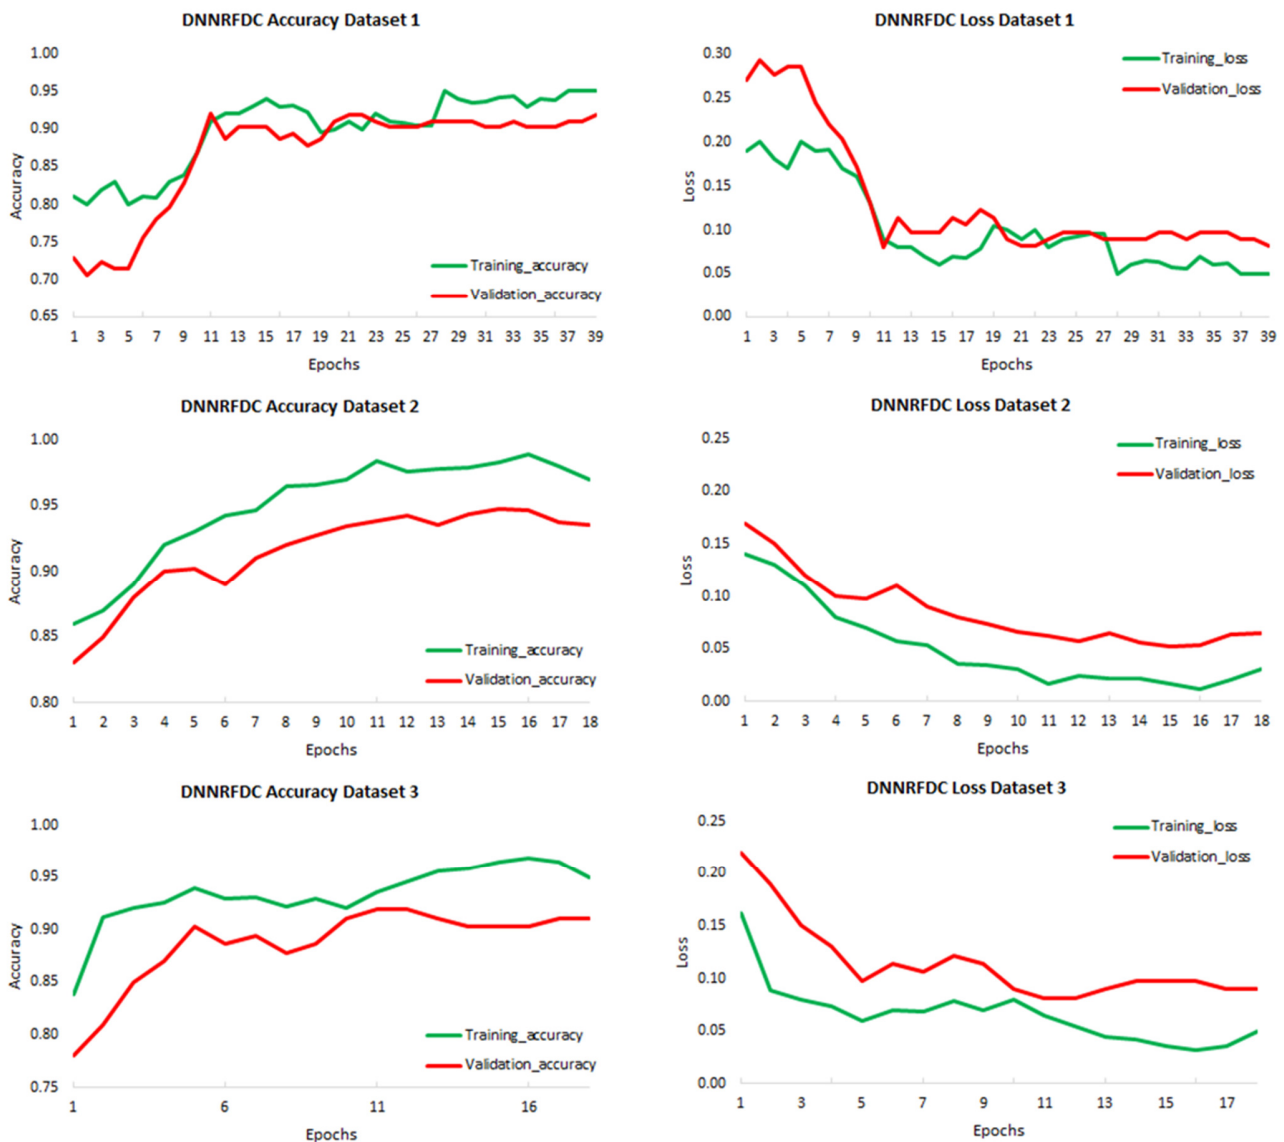 DNNRFDC Accuracy Dataset 1
1.00
0.95
0.90
0.85
0.80
0.75
0.70
0.65
Accuracy
Training_accuracy
Validation_accuracy
1 3 5 7 9 11 13 15 17 19 21 23 25 27 29 31 33 35 37 39
Epochs
DNNRFDC Loss Dataset 1
0.30
0.25
0.20
0.15
0.10
0.05
0.00
Loss
Training_loss
Validation_loss
1 3 5 7 9 11 13 15 17 19 21 23 25 27 29 31 33 35 37 39
Epochs
DNNRFDC Accuracy Dataset 2
1.00
0.95
0.90
0.85
0.80
Accuracy
Training_accuracy
Validation_accuracy
1 2 3 4 5 6 7 8 9 10 11 12 13 14 15 16 17 18
Epochs
DNNRFDC Loss Dataset 2
0.25
0.20
0.15
0.10
0.05
0.00
Loss
Training_loss
Validation_loss
1 2 3 4 5 6 7 8 9 10 11 12 13 14 15 16 17 18
Epochs
DNNRFDC Accuracy Dataset 3
1.00
0.95
0.90
0.85
0.80
0.75
Accuracy
Training_accuracy
Validation_accuracy
1 6 11 16
Epochs
DNNRFDC Loss Dataset 3
0.25
0.20
0.15
0.10
0.05
0.00
Loss
Training_loss
Validation_loss
1 3 5 7 9 11 13 15 17
Epochs